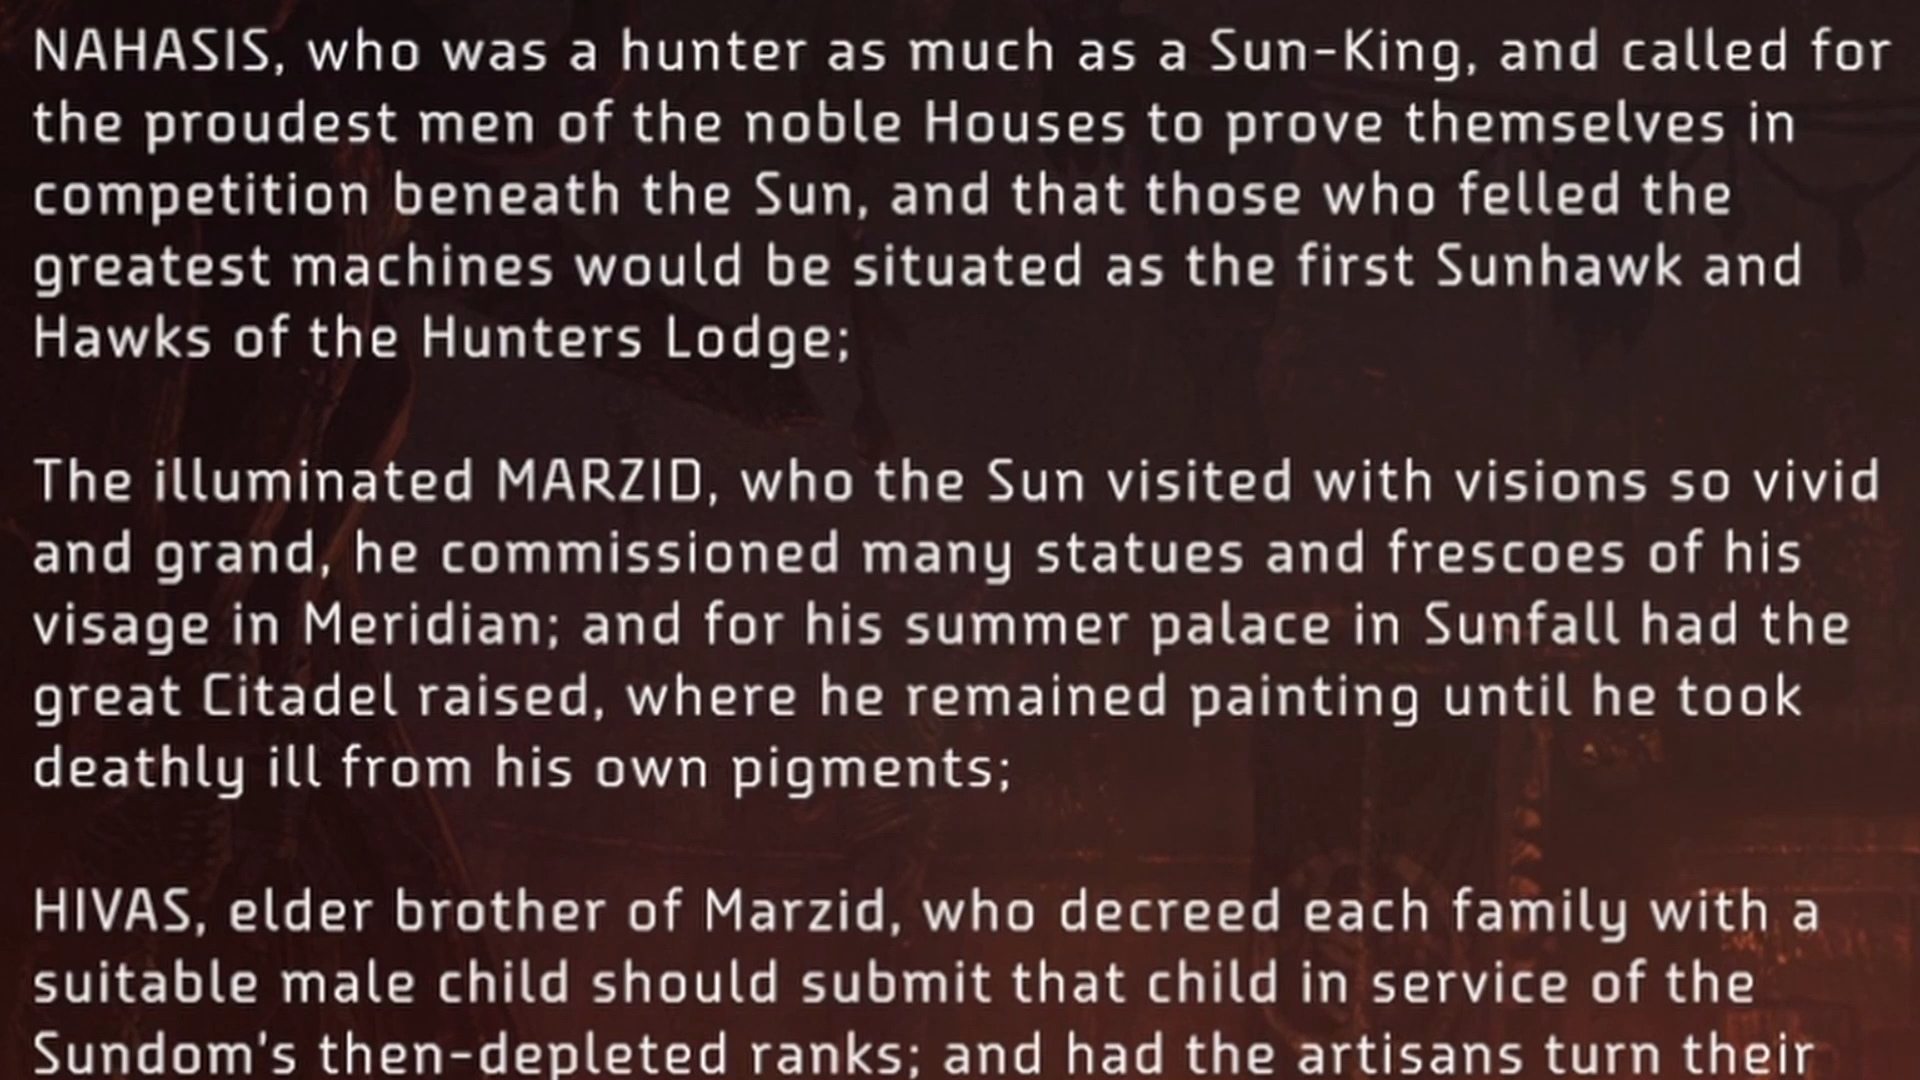 NAHASIS, who was a hunter as much as a Sun-King, and called for
the proudest men of the noble Houses to prove themselves in
competition beneath the Sun, and that those who felled the
greatest machines would be situated as the first Sunhawk and
Hawks of the Hunters Lodge;
The illuminated MARZID, who the Sun visited with visions so vivid
and grand, he commissioned many statues and frescoes of his
visage in Meridian; and for his summer palace in Sunfall had the
great Citadel raised, where he remained painting until he took
deathly ill from his own pigments;
HIVAS, elder brother of Marzid, who decreed each family with a
suitable male child should submit that child in service of the
Sundom's then-depleted ranks; and had the artisans turn their